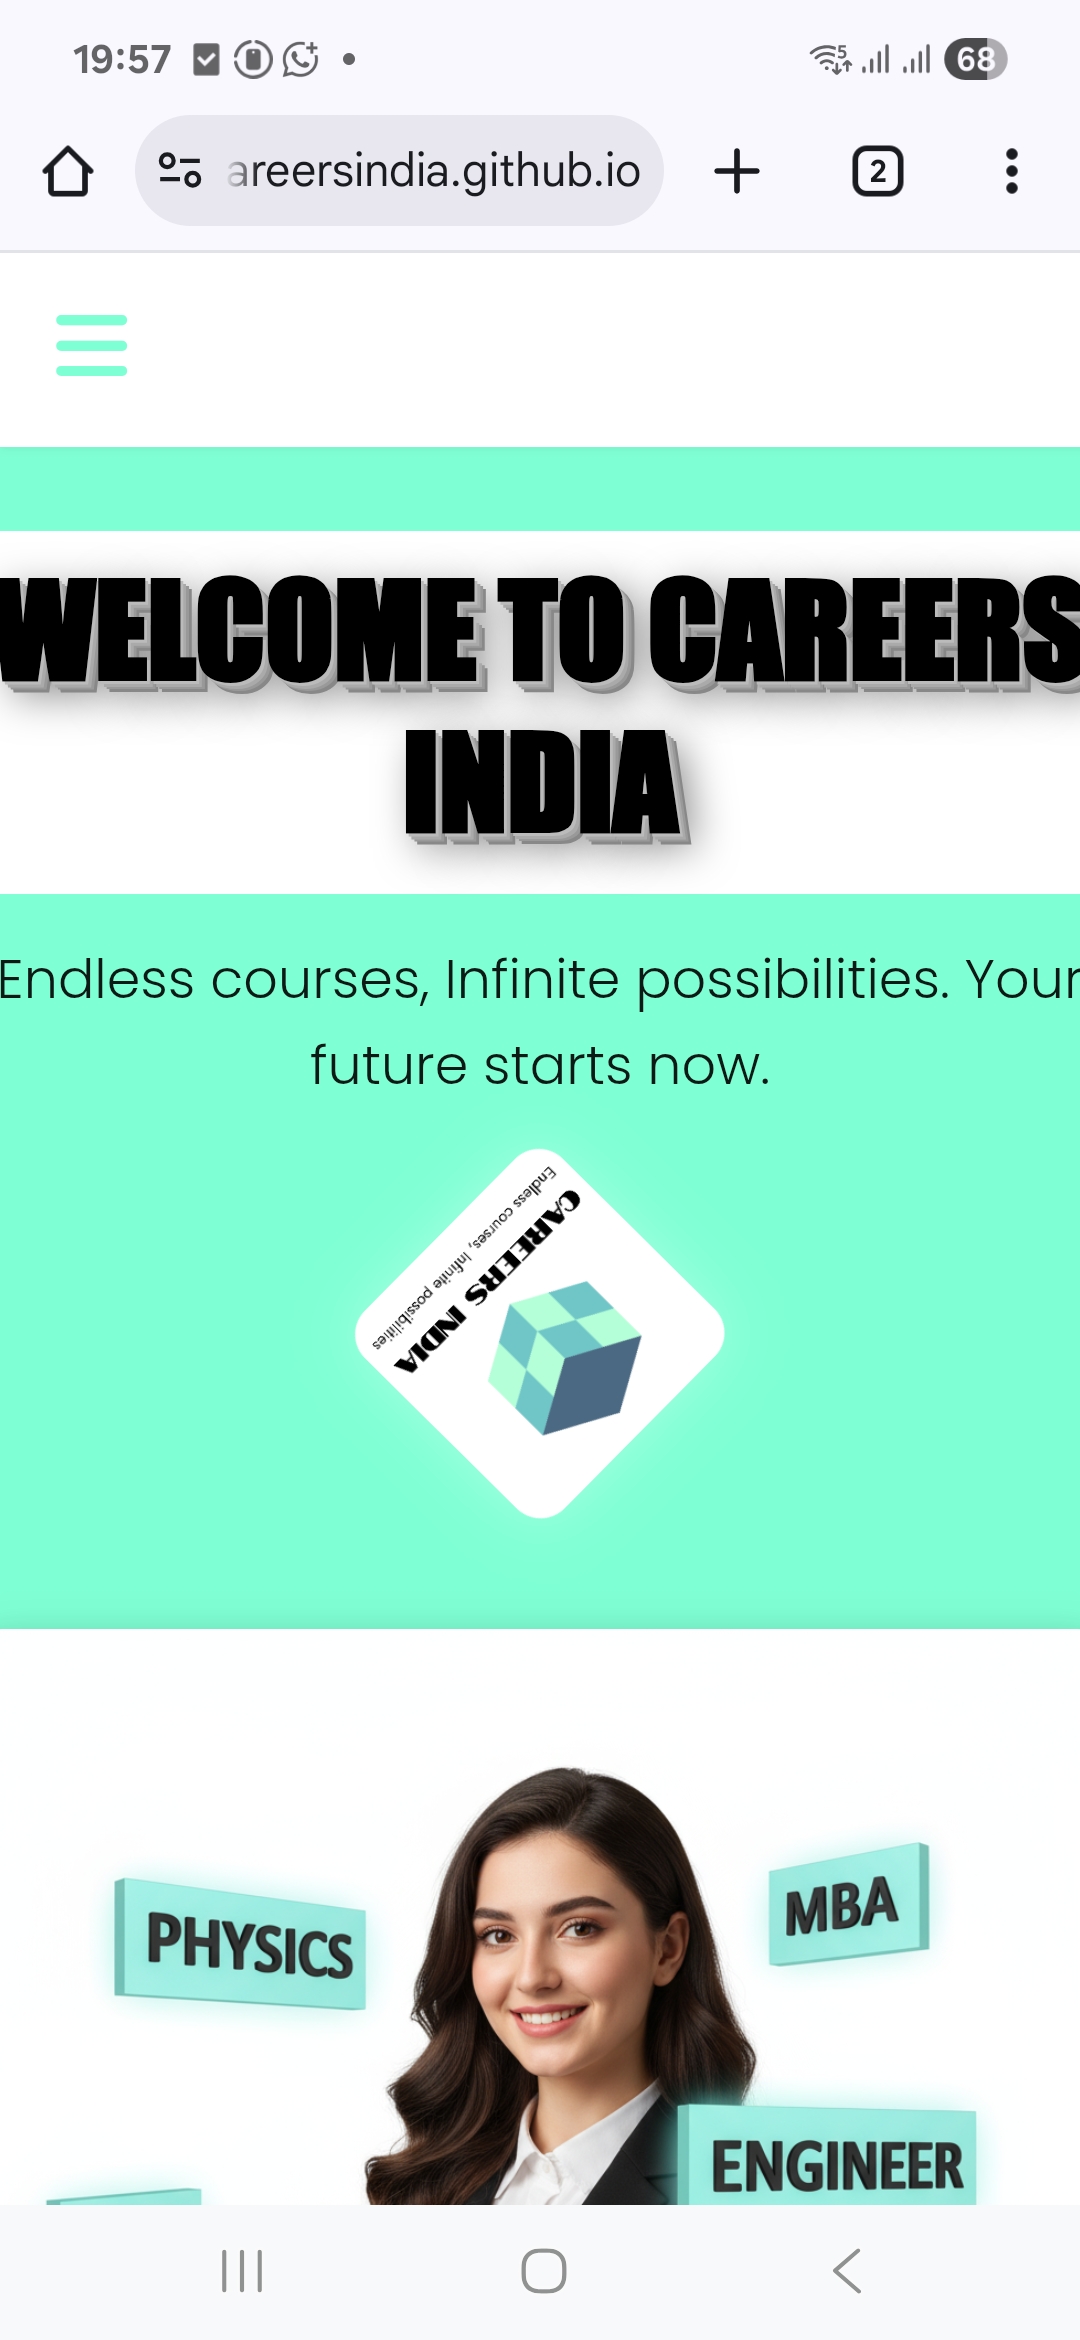 19:57
5
68
areersindia.github.io
2
WELCOME TO CAREERS
INDIA
Endless courses, Infinite possibilities. Your
future starts now.
CAREERS INDIA
Endless courses, Infinite possibilities
PHYSICS
MBA
ENGINEER